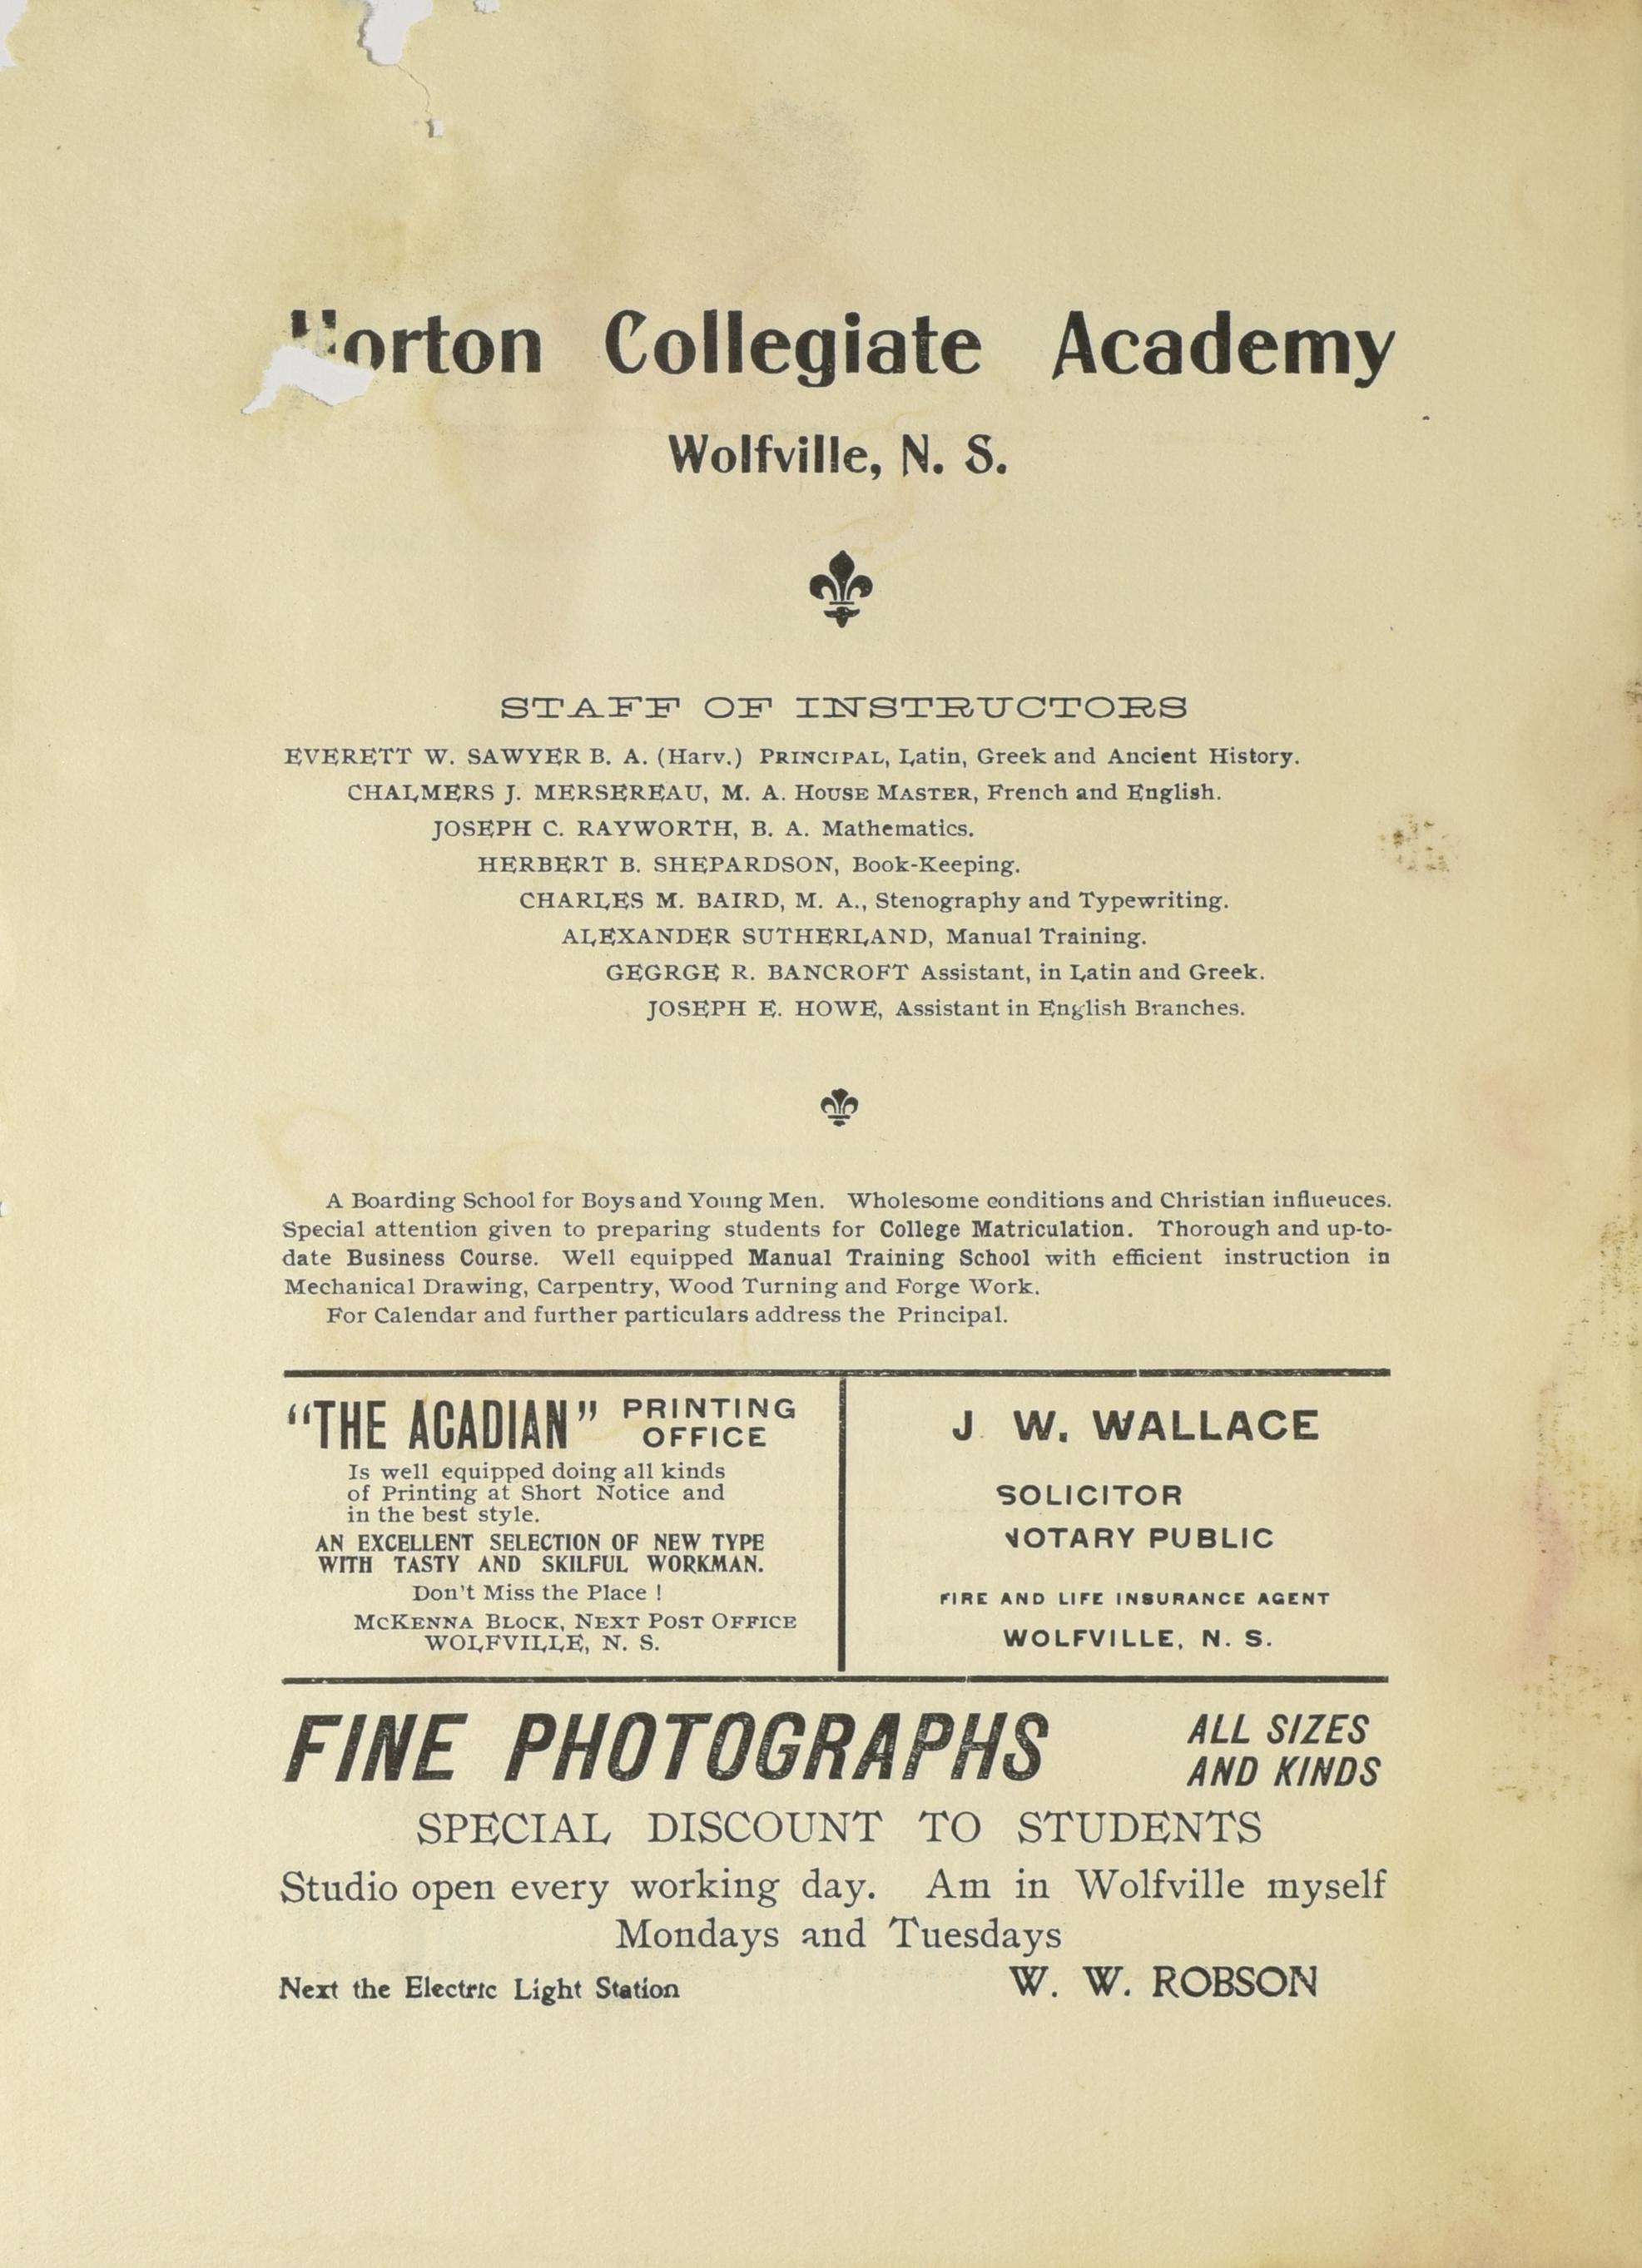 Horton Collegiate Academy
Wolfville, N. S.
STAFF OF INSTRUCTORS
EVERETT W. SAWYER B. A. (Harv.) PRINCIPAL, Latin, Greek and Ancient History.
CHALMERS J. MERSEREAU, M. A. HOUSE MASTER, French and English.
JOSEPH C. RAYWORTH, B. A. Mathematics.
HERBERT B. SHEPARDSON, Book-Keeping.
CHARLES M. BAIRD, M. A., Stenography and Typewriting.
ALEXANDER SUTHERLAND, Manual Training.
GEGRGE R. BANCROFT Assistant, in Latin and Greek.
JOSEPH E. HOWE, Assistant in English Branches.
A Boarding School for Boys and Young Men. Wholesome conditions and Christian influeuces.
Special attention given to preparing students for College Matriculation. Thorough and up-to-
date Business Course. Well equipped Manual Training School with efficient instruction in
Mechanical Drawing, Carpentry, Wood Turning and Forge Work.
For Calendar and further particulars address the Principal.
"THE ACADIAN" PRINTING
OFFICE
Is well equipped doing all kinds
of Printing at Short Notice and
in the best style.
AN EXCELLENT SELECTION OF NEW TYPE
WITH TASTY AND SKILFUL WORKMAN.
Don't Miss the Place !
MCKENNA BLOCK, NEXT POST OFFICE
WOLFVILLE, N. S.
J. W. WALLACE
SOLICITOR
NOTARY PUBLIC
FIRE AND LIFE INSURANCE AGENT
WOLFVILLE, N. S.
FINE PHOTOGRAPHS
ALL SIZES
AND KINDS
SPECIAL DISCOUNT TO STUDENTS
Studio open every working day. Am in Wolfville myself
Mondays and Tuesdays
Next the Electric Light Station
W. W. ROBSON